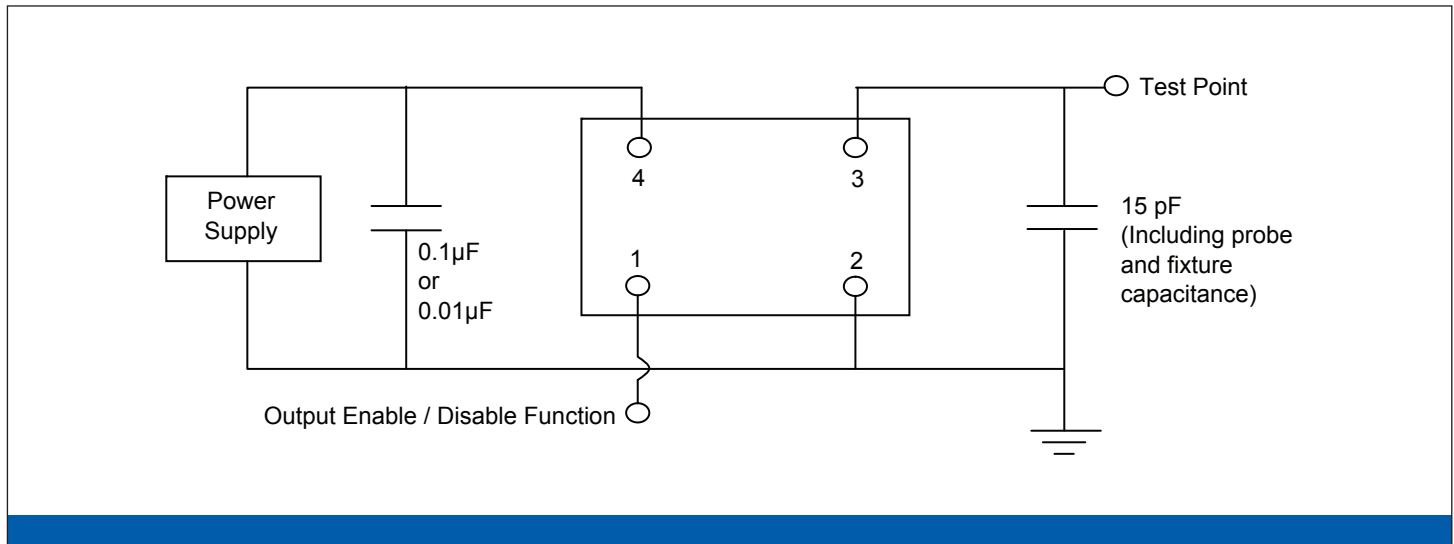 Test Point
4
3
Power
Supply
15 pF
(Including probe
and fixture
capacitance)
0.1µF
or
0.01µF
1
2
Output Enable / Disable Function